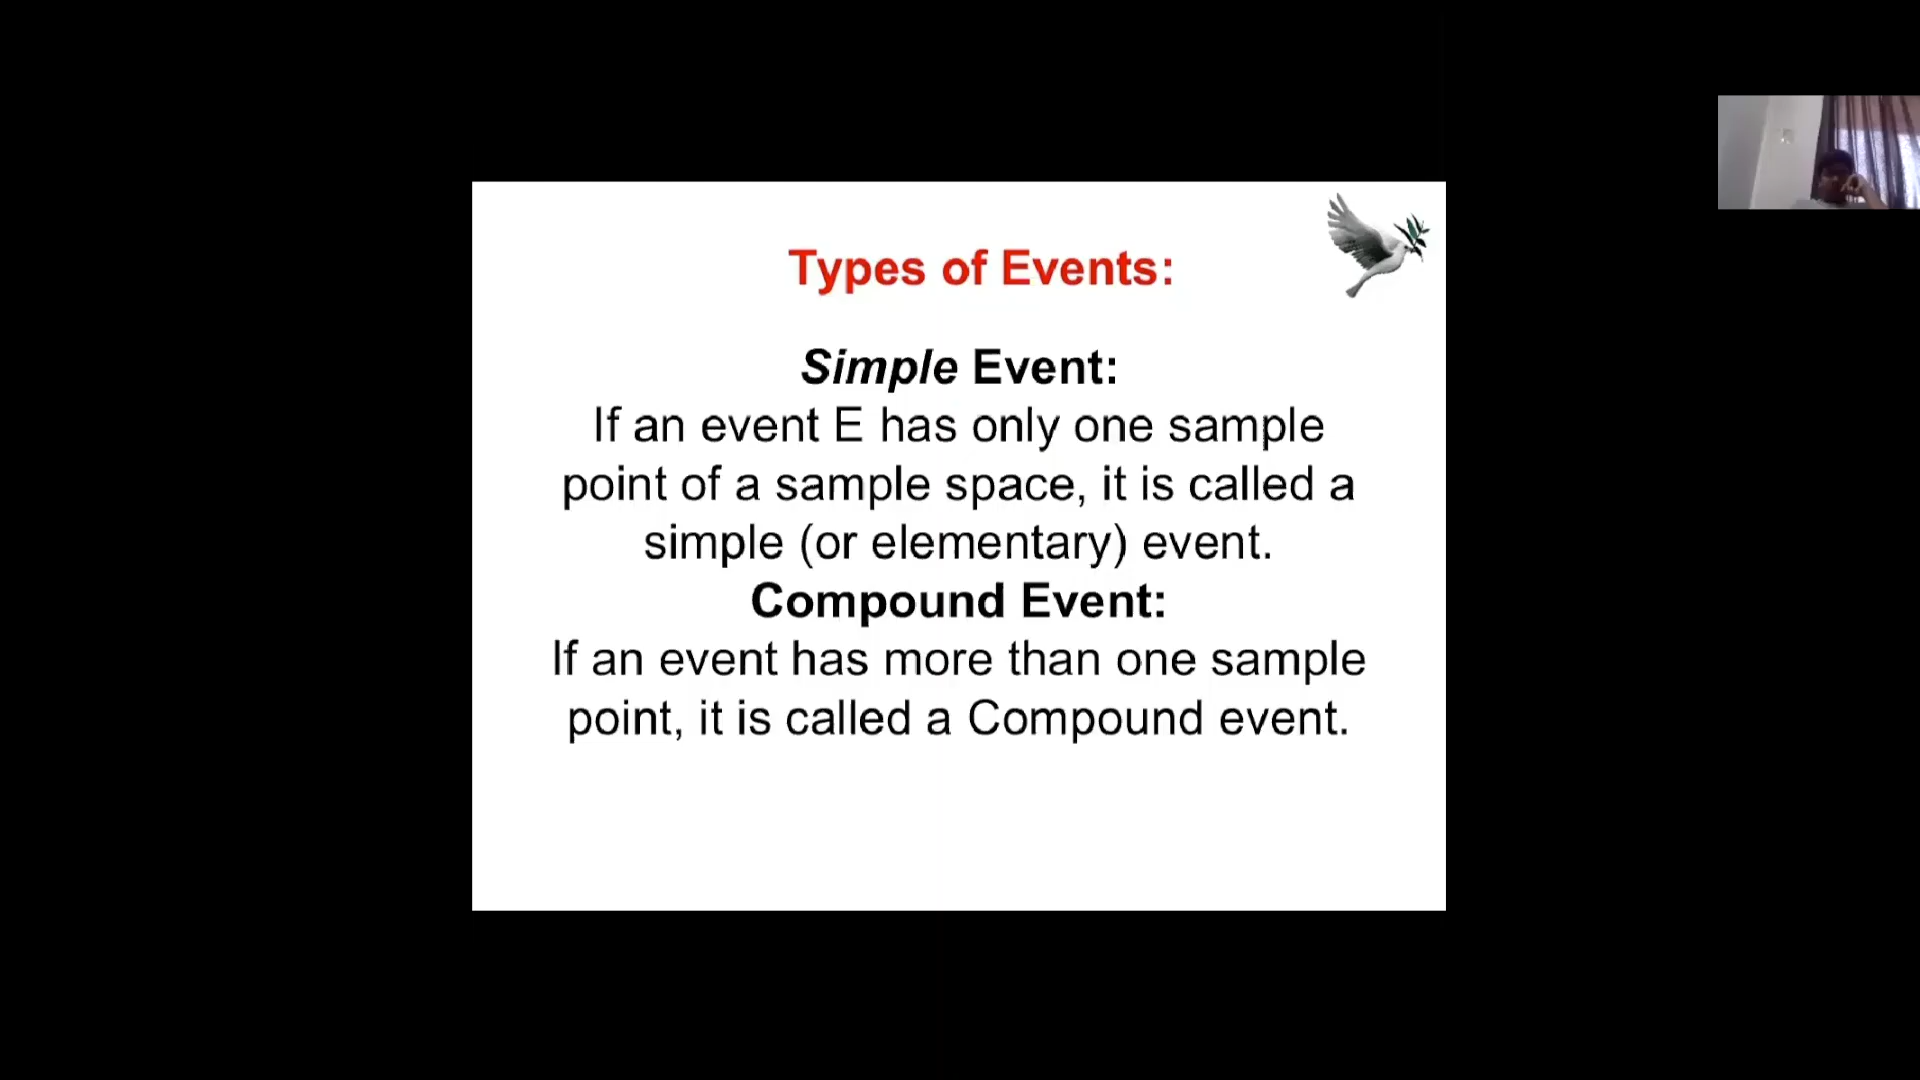 Types of Events:
Simple Event:
If an event E has only one sample
point of a sample space, it is called a
simple (or elementary) event.
Compound Event:
If an event has more than one sample
point, it is called a Compound event.